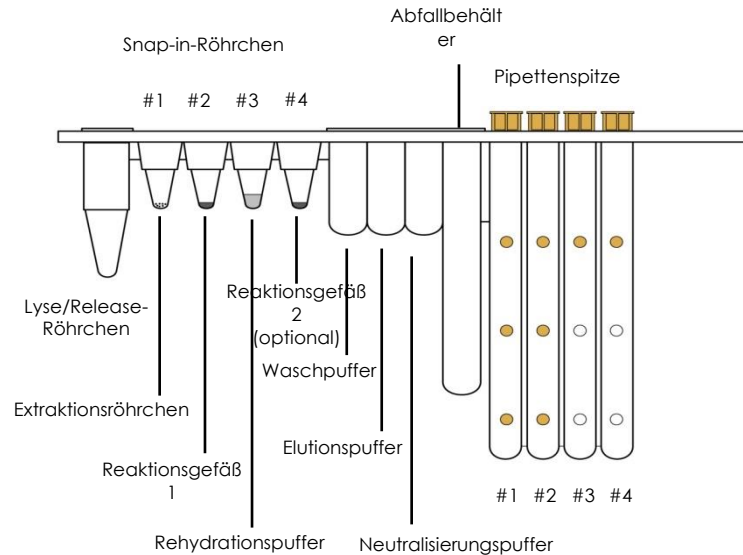 Abfallbehält
er
Snap-in-Röhrchen
Pipettenspitze
#1 #2 #3 #4
Lyse/Release-
Röhrchen
Reaktionsgefäß
2
(optional)
Waschpuffer
Extraktionsröhrchen
Elutionspuffer
Reaktionsgefäß
1
#1 #2 #3 #4
Rehydrationspuffer
Neutralisierungspuffer